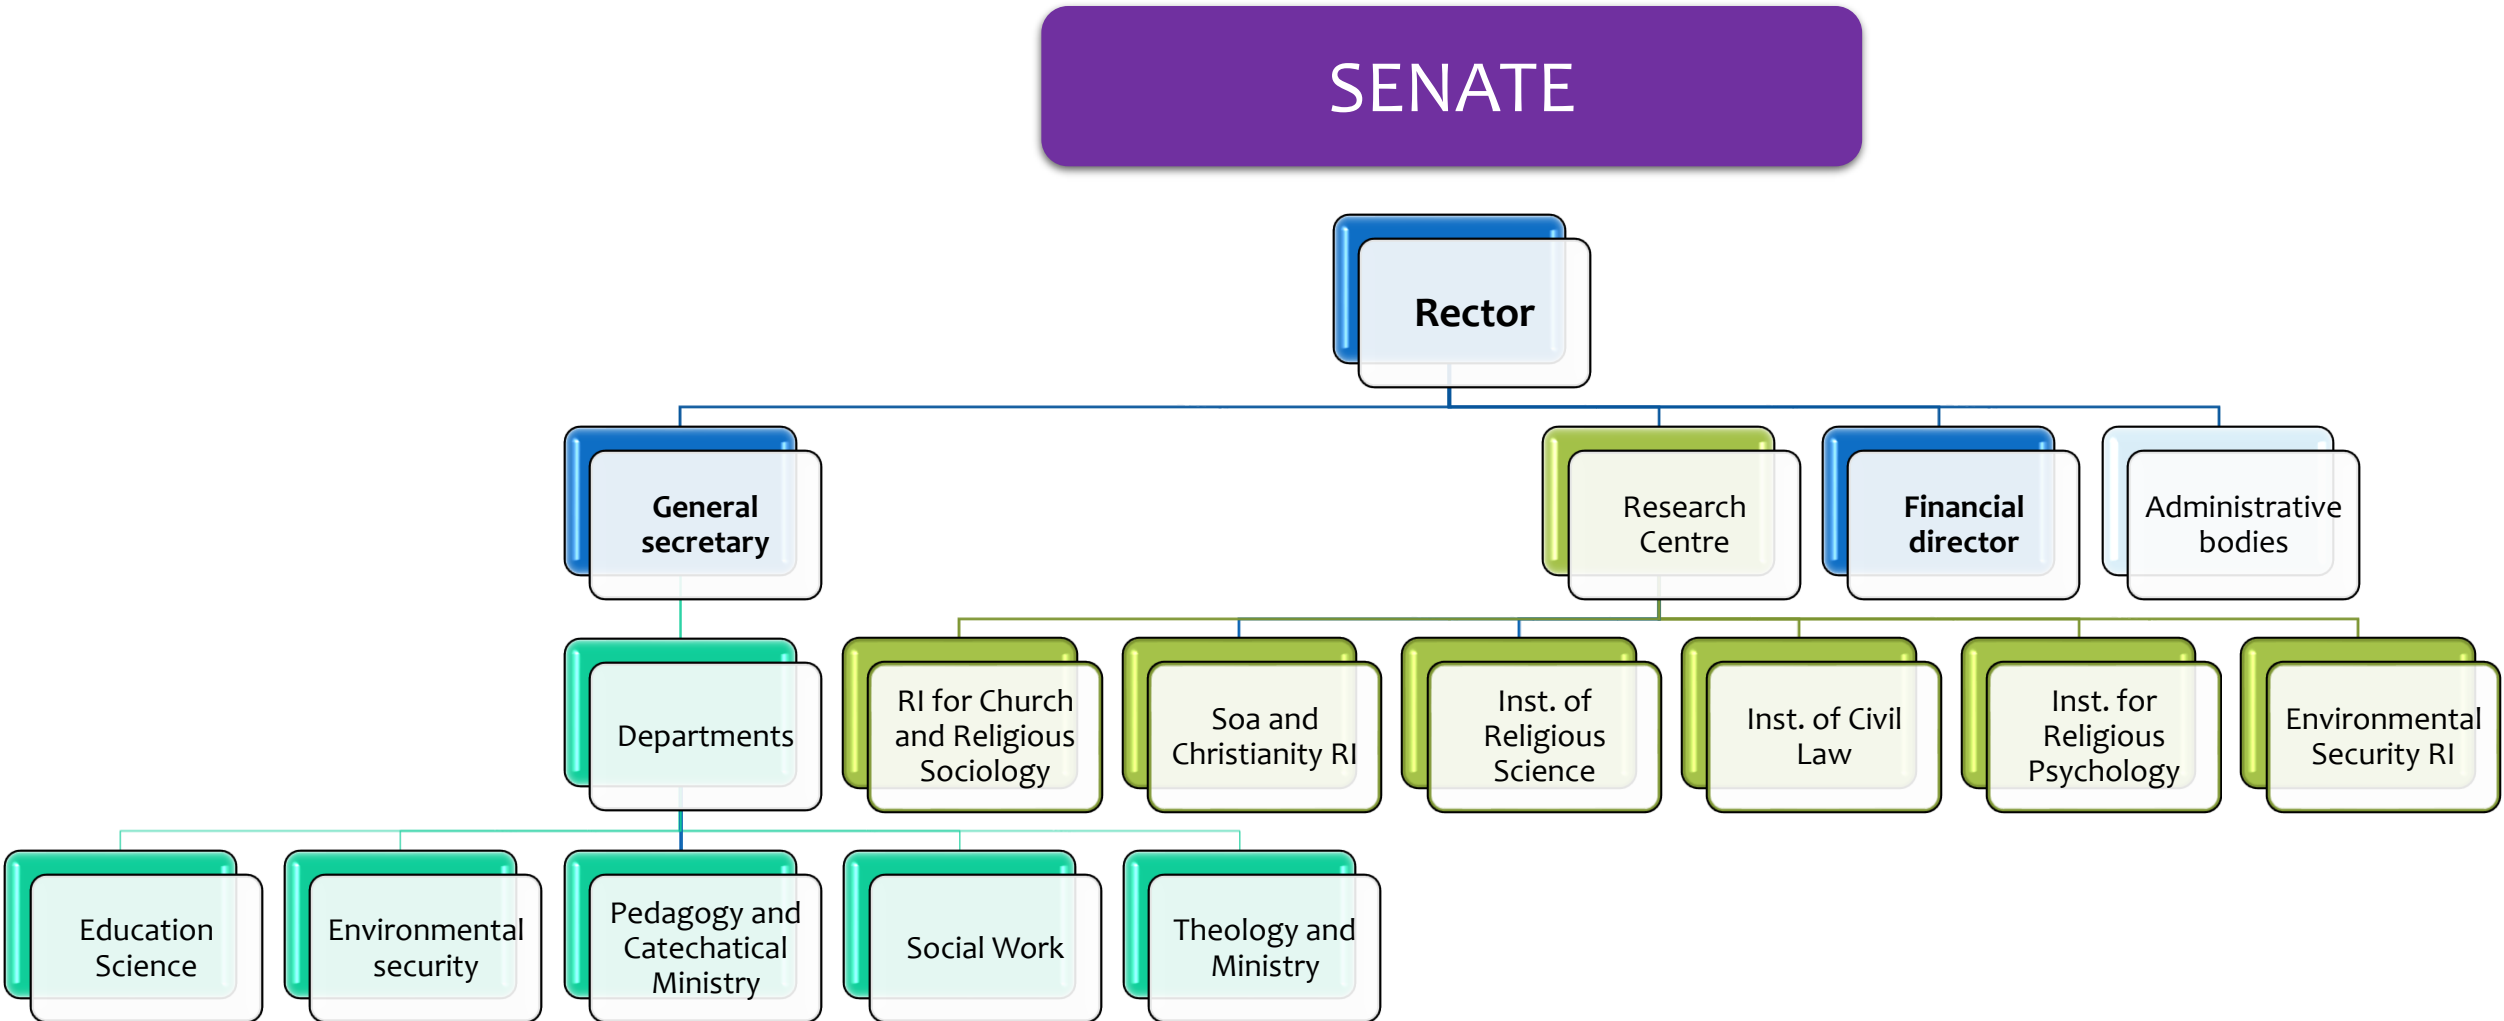 SENATE
Rector
General
secretary
Research
Centre
Financial
director
Administrative
bodies
Departments
RI for Church
and Religious
Sociology
Soa and
Christianity RI
Inst. of
Religious
Science
Inst. of Civil
Law
Inst. for
Religious
Psychology
Environmental
Security RI
Education
Science
Environmental
security
Pedagogy and
Catechatical
Ministry
Social Work
Theology and
Ministry